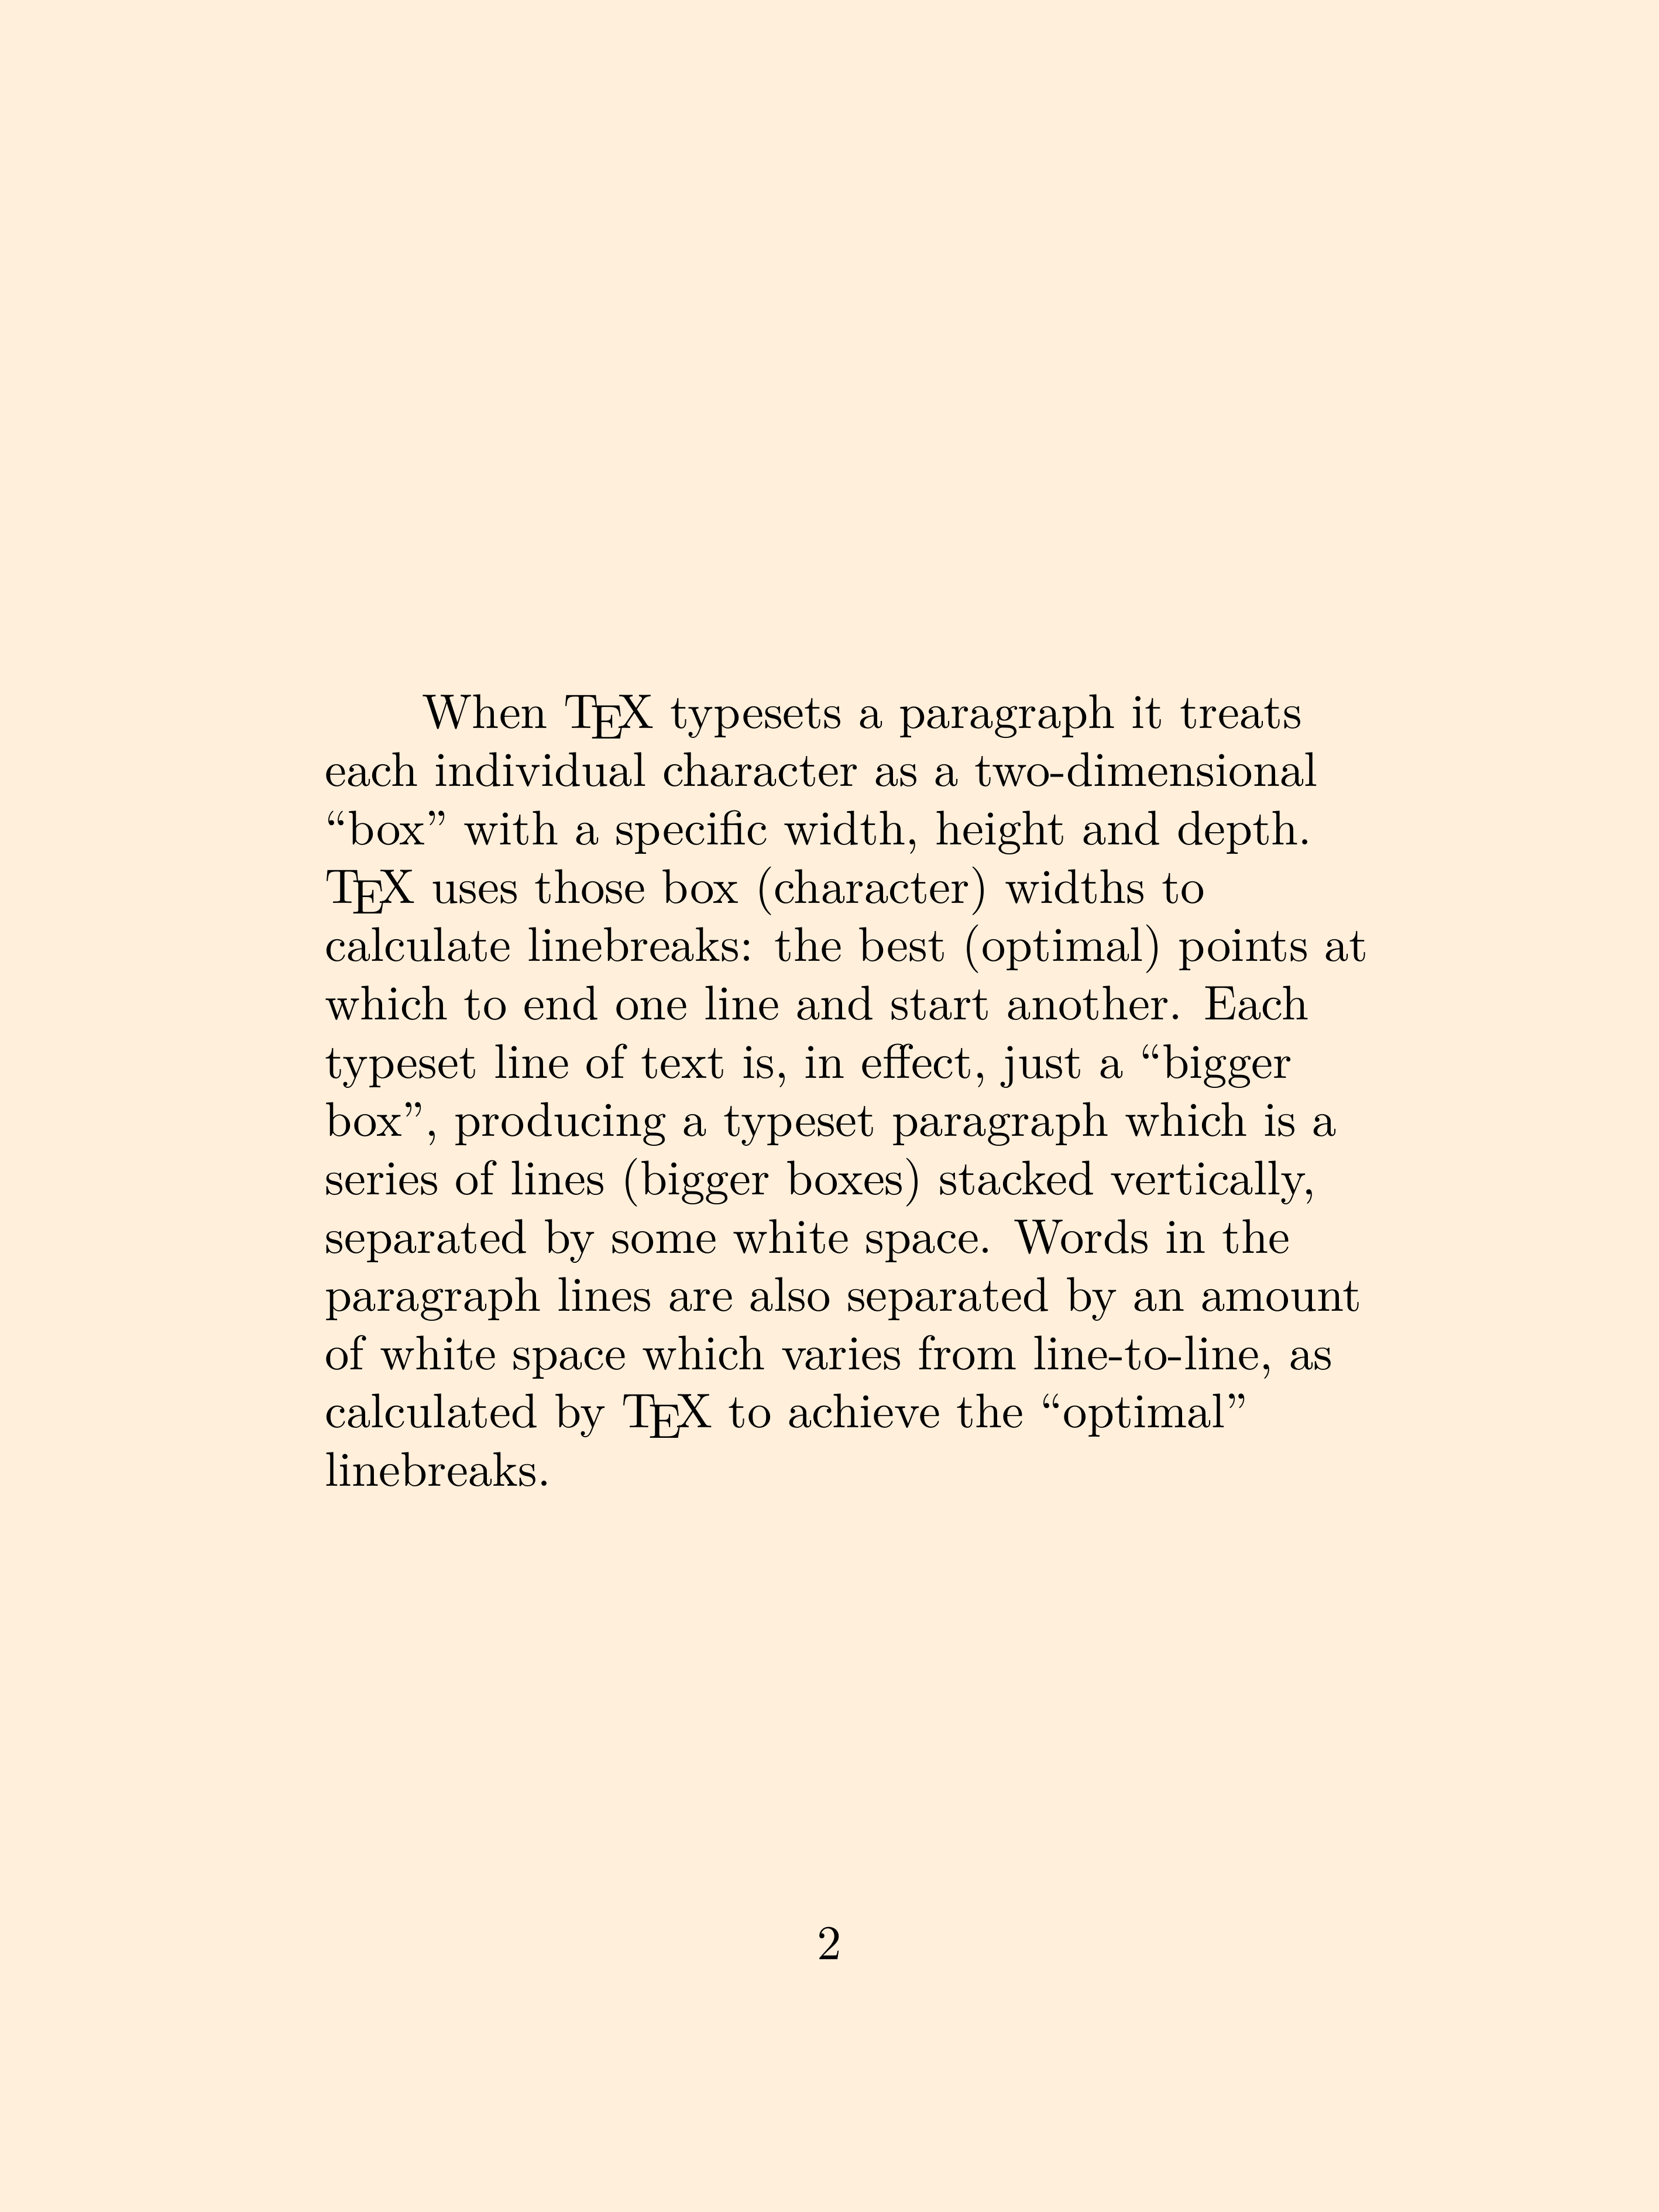 When TEX typesets a paragraph it treats
each individual character as a two-dimensional
“box” with a specific width, height and depth.
TEX uses those box (character) widths to
calculate linebreaks: the best (optimal) points at
which to end one line and start another. Each
typeset line of text is, in effect, just a “bigger
box”, producing a typeset paragraph which is a
series of lines (bigger boxes) stacked vertically,
separated by some white space. Words in the
paragraph lines are also separated by an amount
of white space which varies from line-to-line, as
calculated by TEX to achieve the “optimal”
linebreaks.
2